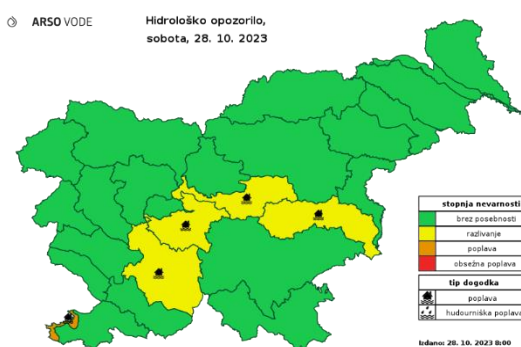 ARSO VODE
Hidrološko opozorilo,
sobota, 28. 10. 2023
stopnja nevarnosti
brez posebnosti
razlivanje
poplava
obsežna poplava
tip dogodka
poplava
hudourniška poplava
Izdano: 28. 10. 2023 8:00